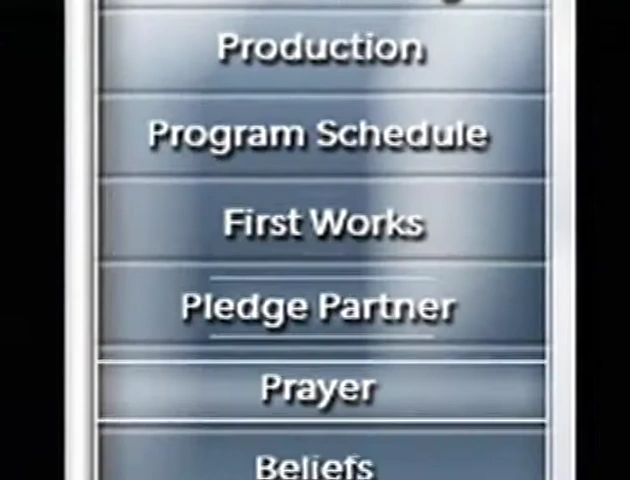 Production
Program Schedule
First Works
Pledge Partner
Prayer
Beliefs